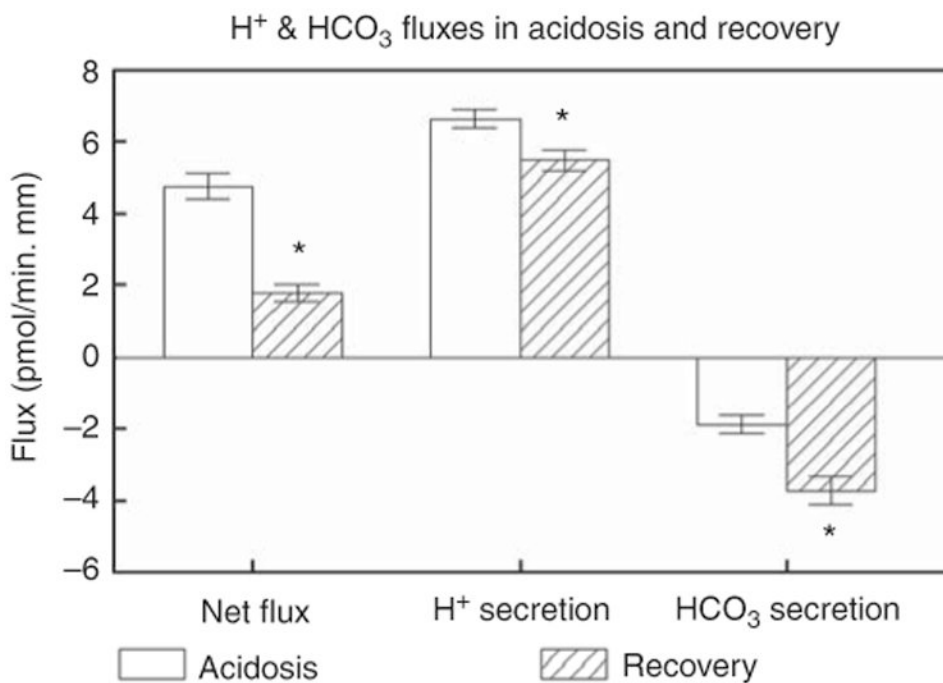 H⁺ & HCO₃ fluxes in acidosis and recovery
Flux (pmol/min. mm)
8
6
4
2
0
–2
–4
–6
*
*
*
Net flux H⁺ secretion HCO₃ secretion
Acidosis Recovery